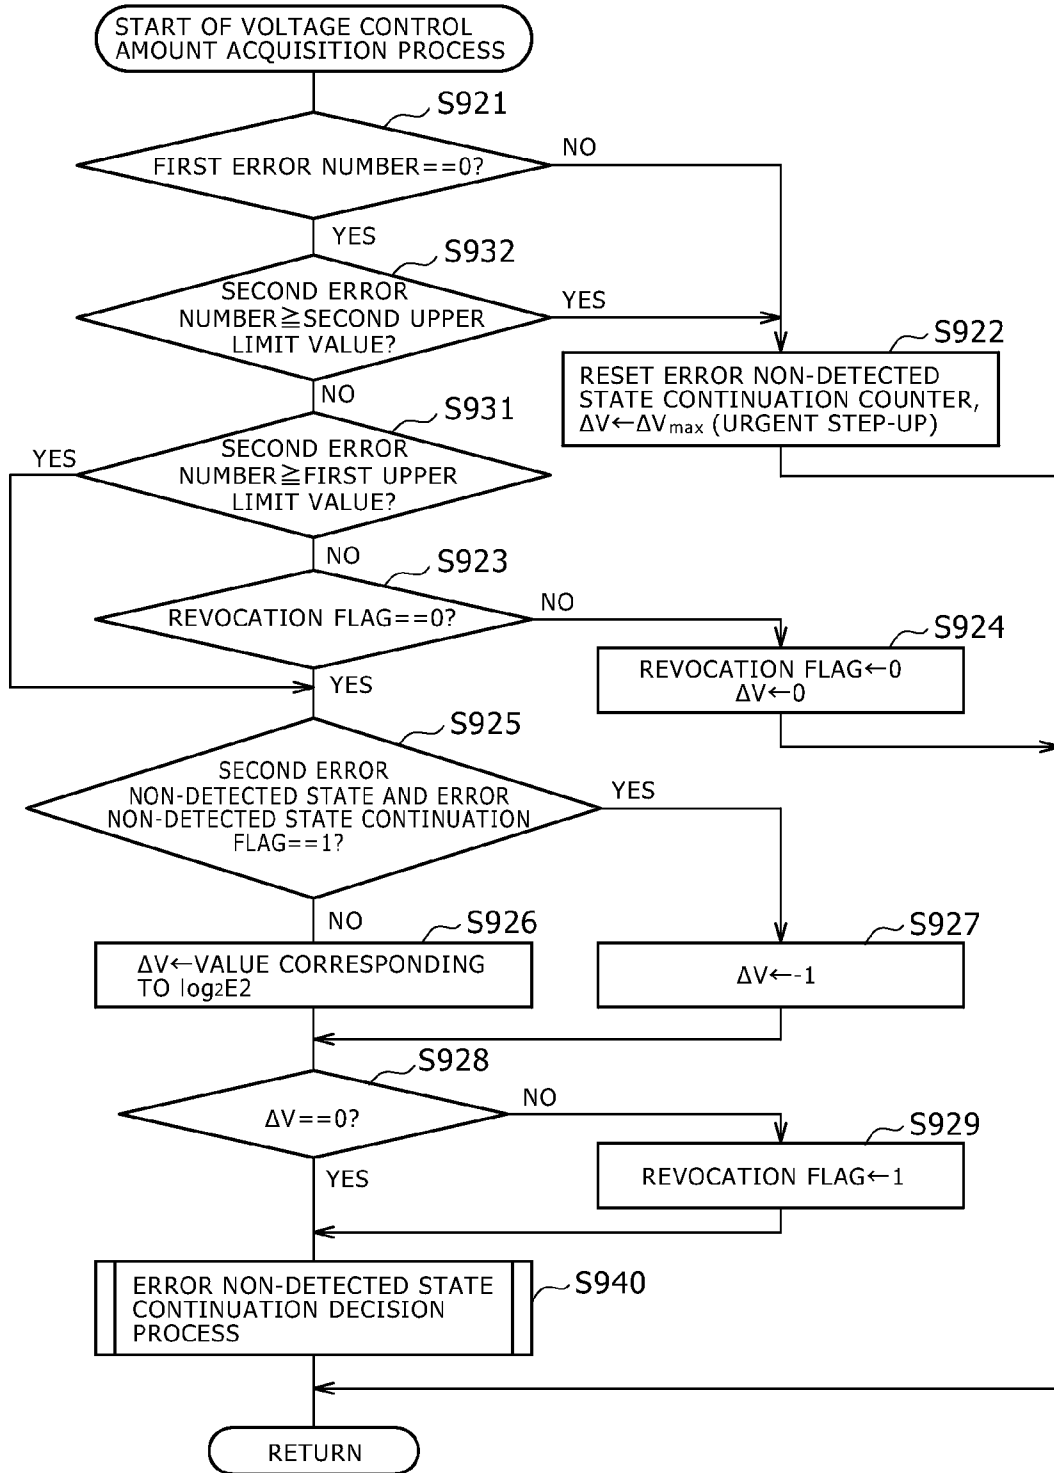 START OF VOLTAGE CONTROL
AMOUNT ACQUISITION PROCESS
S921
FIRST ERROR NUMBER==0?
NO
YES
S932
SECOND ERROR
NUMBER≧SECOND UPPER
LIMIT VALUE?
YES
NO
S922
RESET ERROR NON-DETECTED
STATE CONTINUATION COUNTER,
ΔV←ΔVmax (URGENT STEP-UP)
S931
SECOND ERROR
NUMBER≧FIRST UPPER
LIMIT VALUE?
YES
NO
S923
REVOCATION FLAG==0?
NO
YES
S924
REVOCATION FLAG←0
ΔV←0
S925
SECOND ERROR
NON-DETECTED STATE AND ERROR
NON-DETECTED STATE CONTINUATION
FLAG==1?
YES
NO
S926
ΔV←VALUE CORRESPONDING
TO log2E2
S927
ΔV←-1
S928
ΔV==0?
NO
YES
S929
REVOCATION FLAG←1
S940
ERROR NON-DETECTED STATE
CONTINUATION DECISION
PROCESS
RETURN